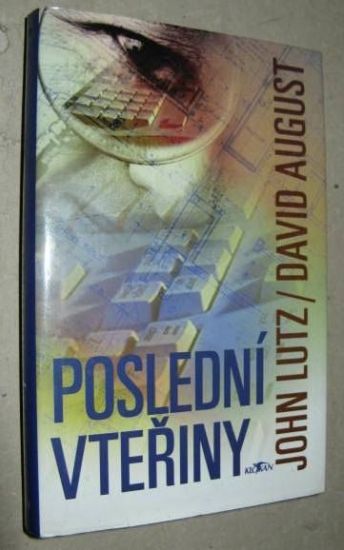 JOHN LUTZ / DAVID AUGUST
POSLEDNÍ
VTEŘINY
KLOKAN